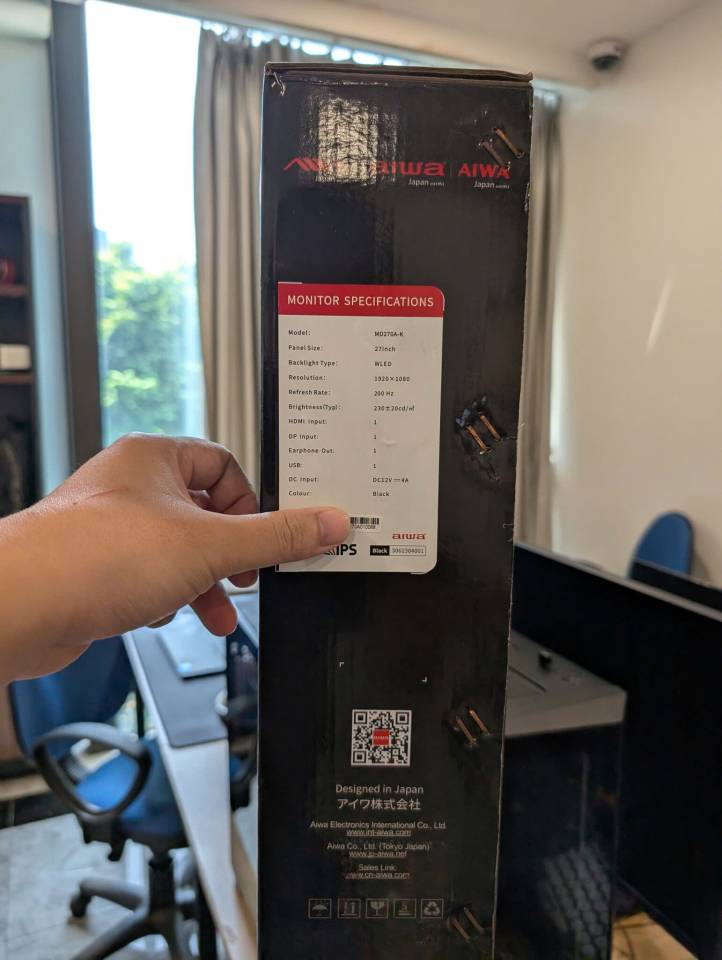 aiwa | AIWA
Japan Japan
MONITOR SPECIFICATIONS
Model: MD270A-K
Panel Size: 27inch
Backlight Type: WLED
Resolution: 1920×1080
Refresh Rate: 200 Hz
Brightness(Typ): 230±20cd/㎡
HDMI Input: 1
DP Input: 1
Earphone Out: 1
USB: 1
DC Input: DC12V⎓4A
Colour: Black
aiwa
IPS Black 3061304001
Designed in Japan
アイワ株式会社
Aiwa Electronics International Co., Ltd.
www.int-aiwa.com
Aiwa Co., Ltd. (Tokyo Japan)
www.jp-aiwa.net
Sales Link:
www.cn-aiwa.com